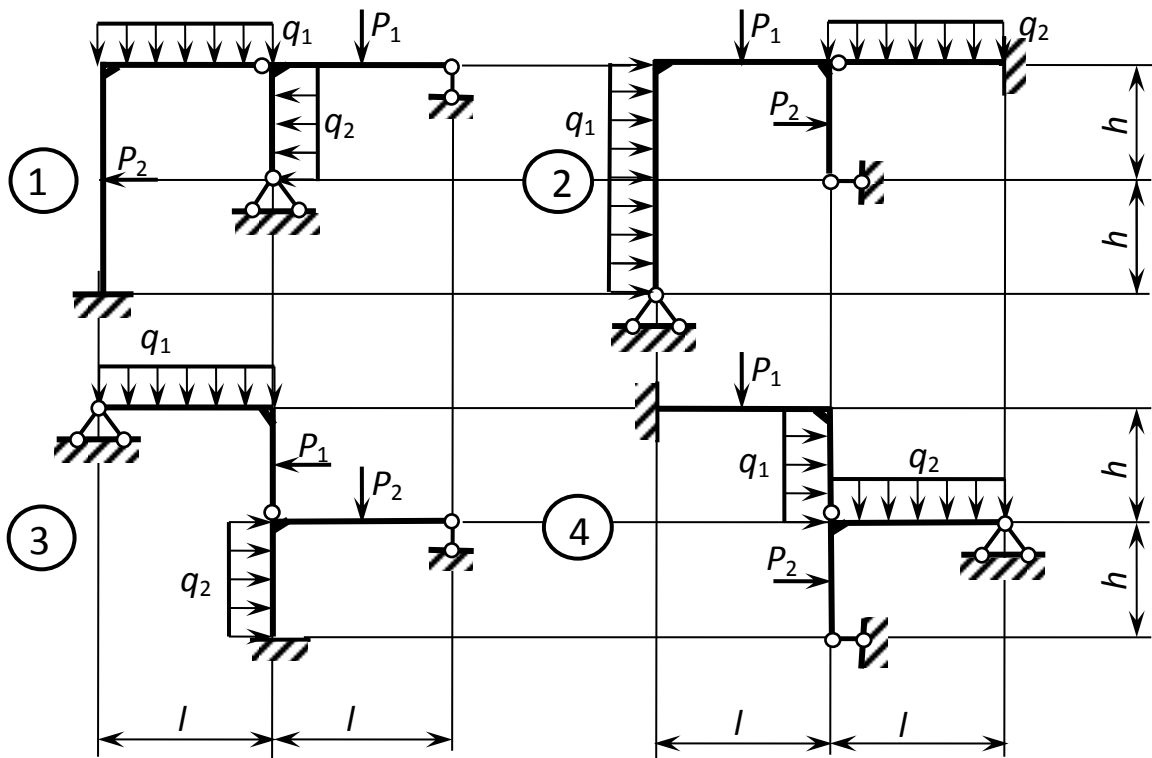 q1 P1 P1 q2
q2 q1 P2 h
1 P2 2
h
q1 P1
P1 q1 q2 h
P2
3 4
q2 P2 h
l l l l